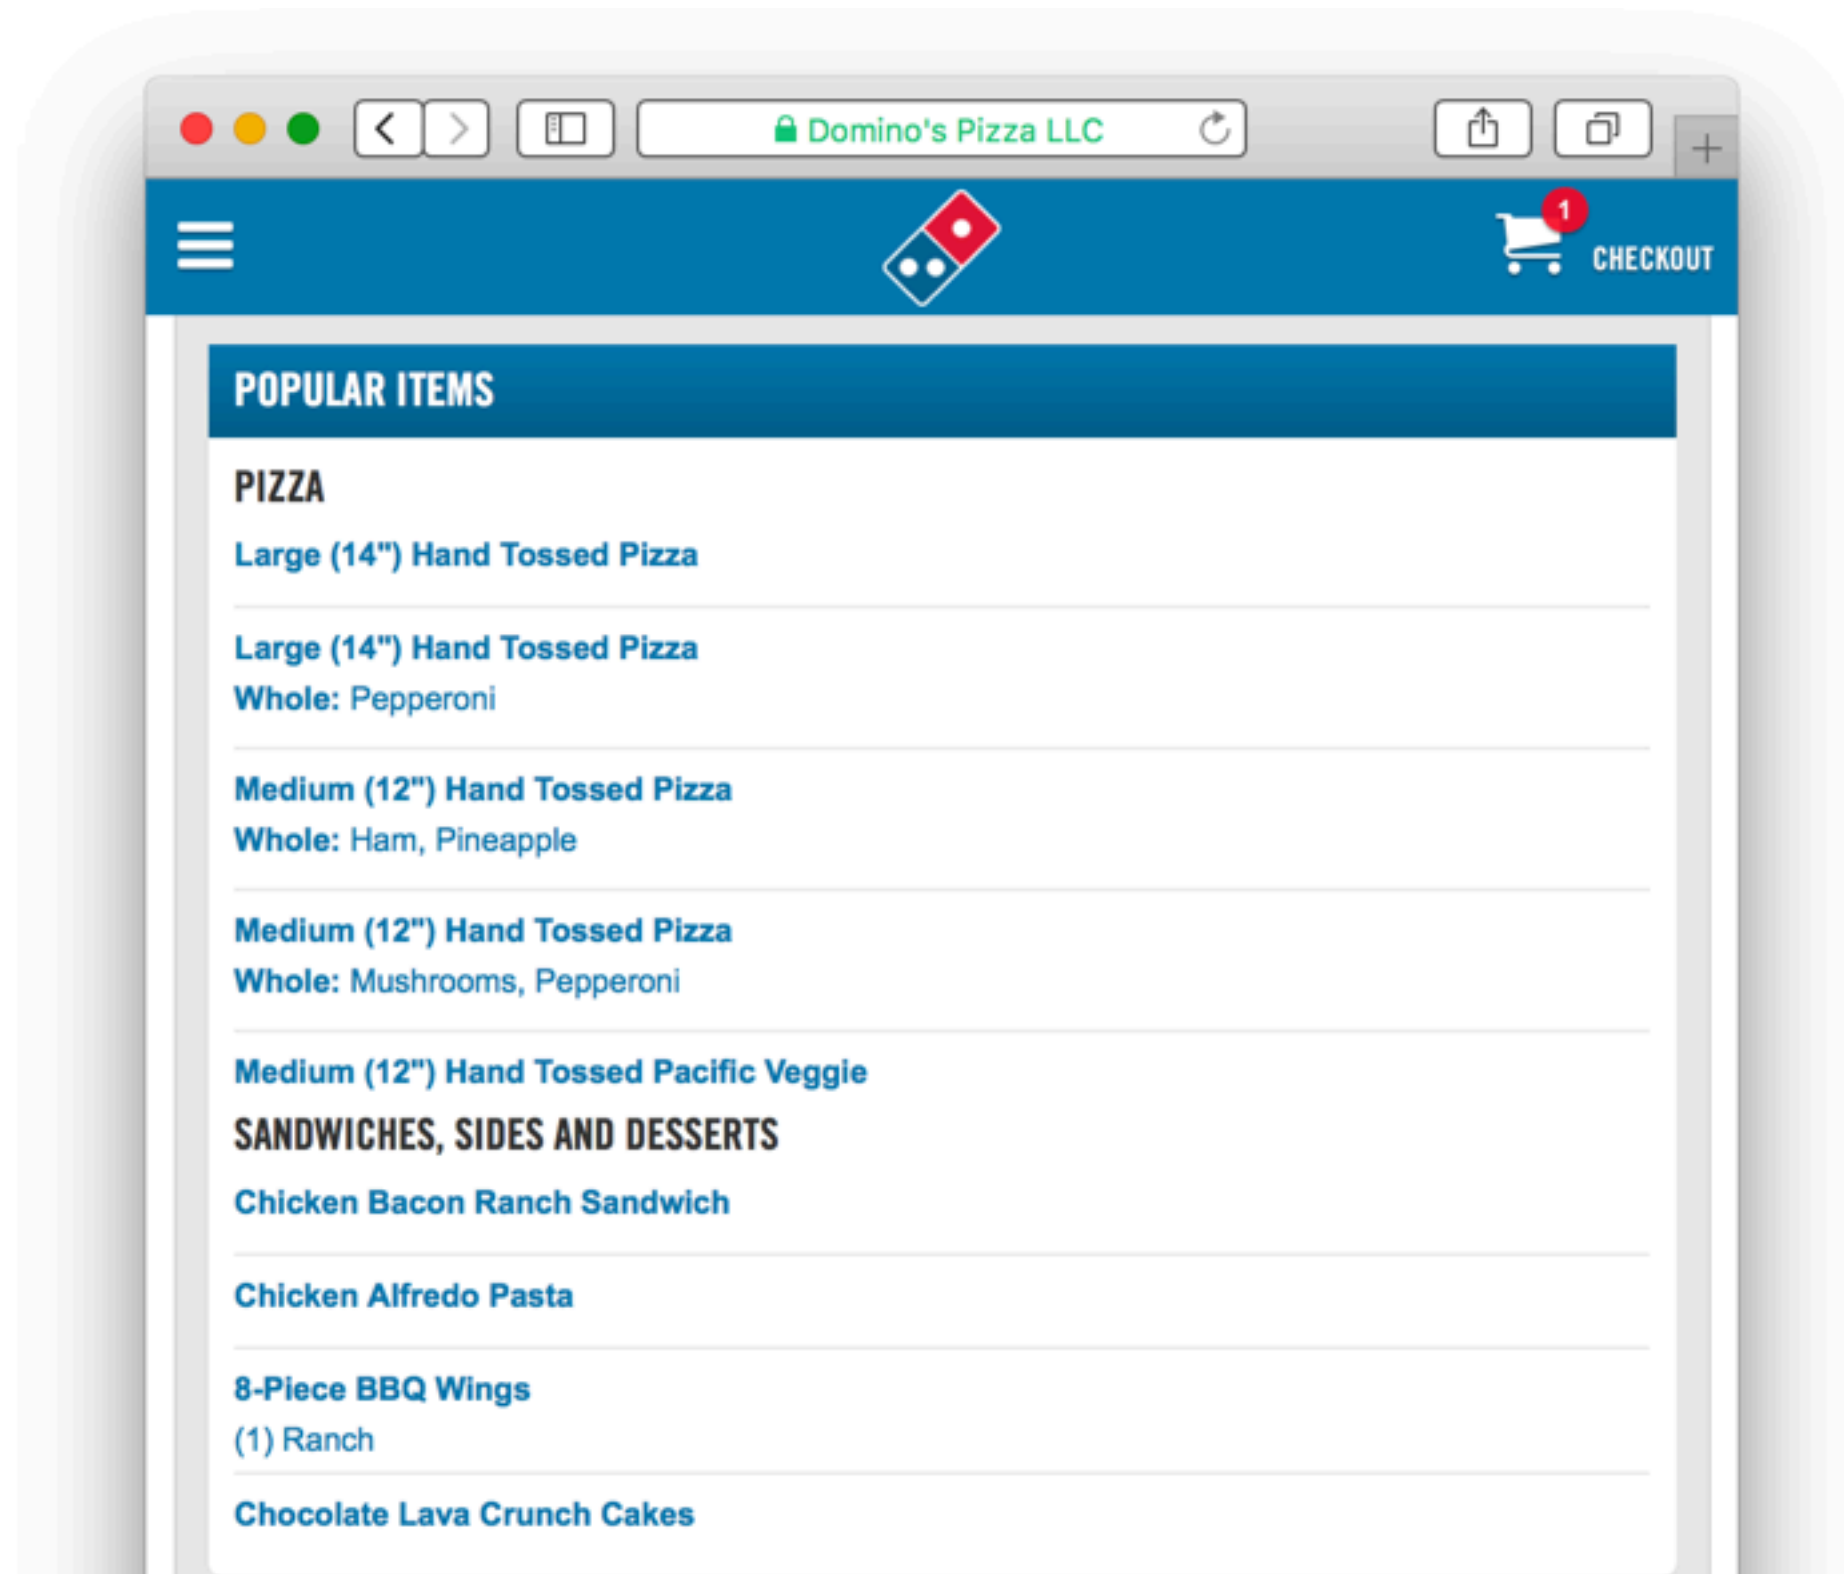 Domino's Pizza LLC
1
CHECKOUT
POPULAR ITEMS
PIZZA
Large (14") Hand Tossed Pizza
Large (14") Hand Tossed Pizza
Whole: Pepperoni
Medium (12") Hand Tossed Pizza
Whole: Ham, Pineapple
Medium (12") Hand Tossed Pizza
Whole: Mushrooms, Pepperoni
Medium (12") Hand Tossed Pacific Veggie
SANDWICHES, SIDES AND DESSERTS
Chicken Bacon Ranch Sandwich
Chicken Alfredo Pasta
8-Piece BBQ Wings
(1) Ranch
Chocolate Lava Crunch Cakes